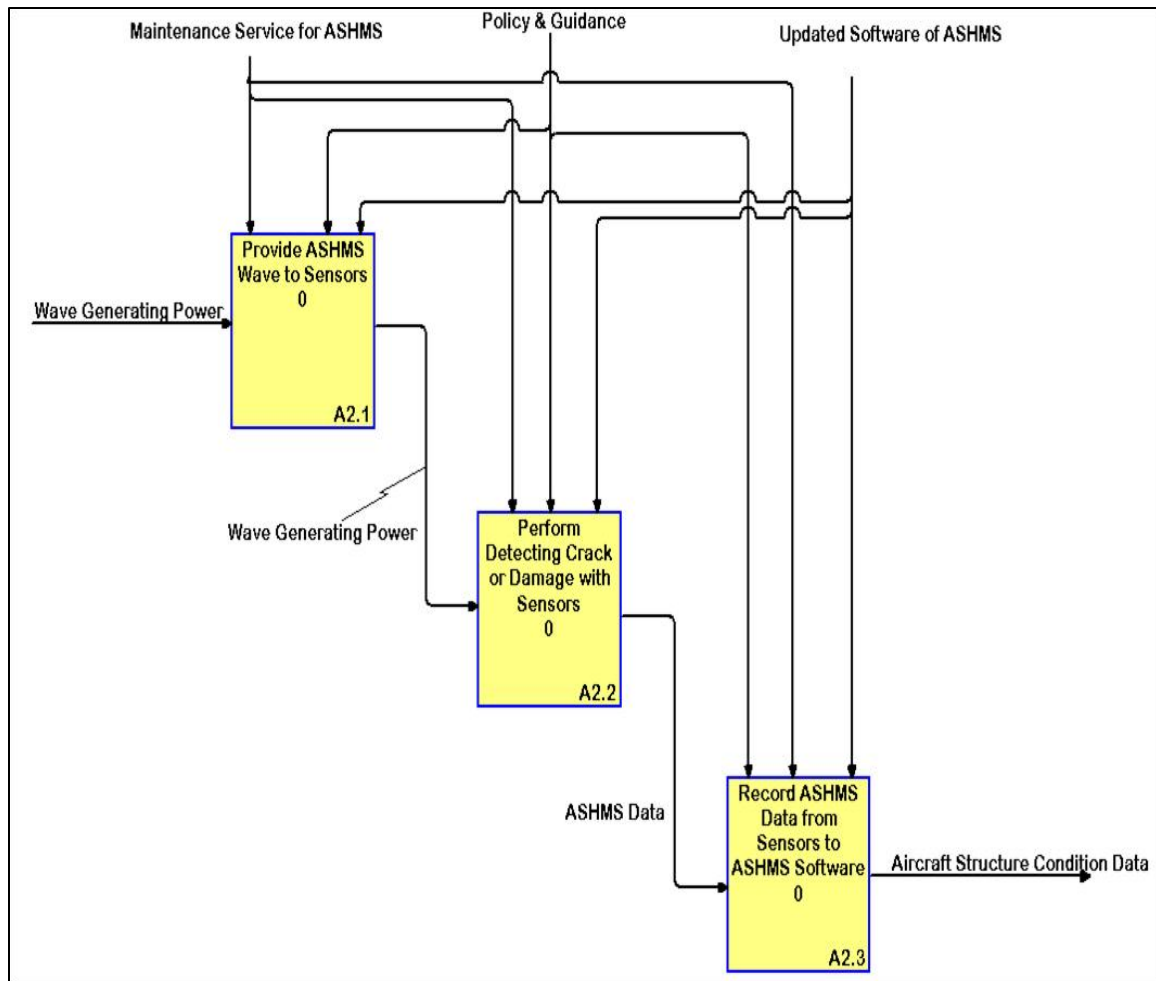 Maintenance Service for ASHMS
Policy & Guidance
Updated Software of ASHMS
Provide ASHMS
Wave to Sensors
0
A2.1
Wave Generating Power
Wave Generating Power
Perform
Detecting Crack
or Damage with
Sensors
0
A2.2
ASHMS Data
Record ASHMS
Data from
Sensors to
ASHMS Software
0
A2.3
Aircraft Structure Condition Data